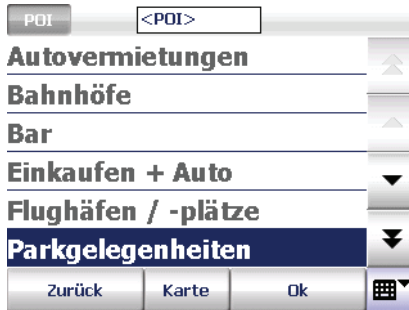 POI <POI>
Autovermietungen
Bahnhöfe
Bar
Einkaufen + Auto
Flughäfen / -plätze
Parkgelegenheiten
Zurück Karte Ok